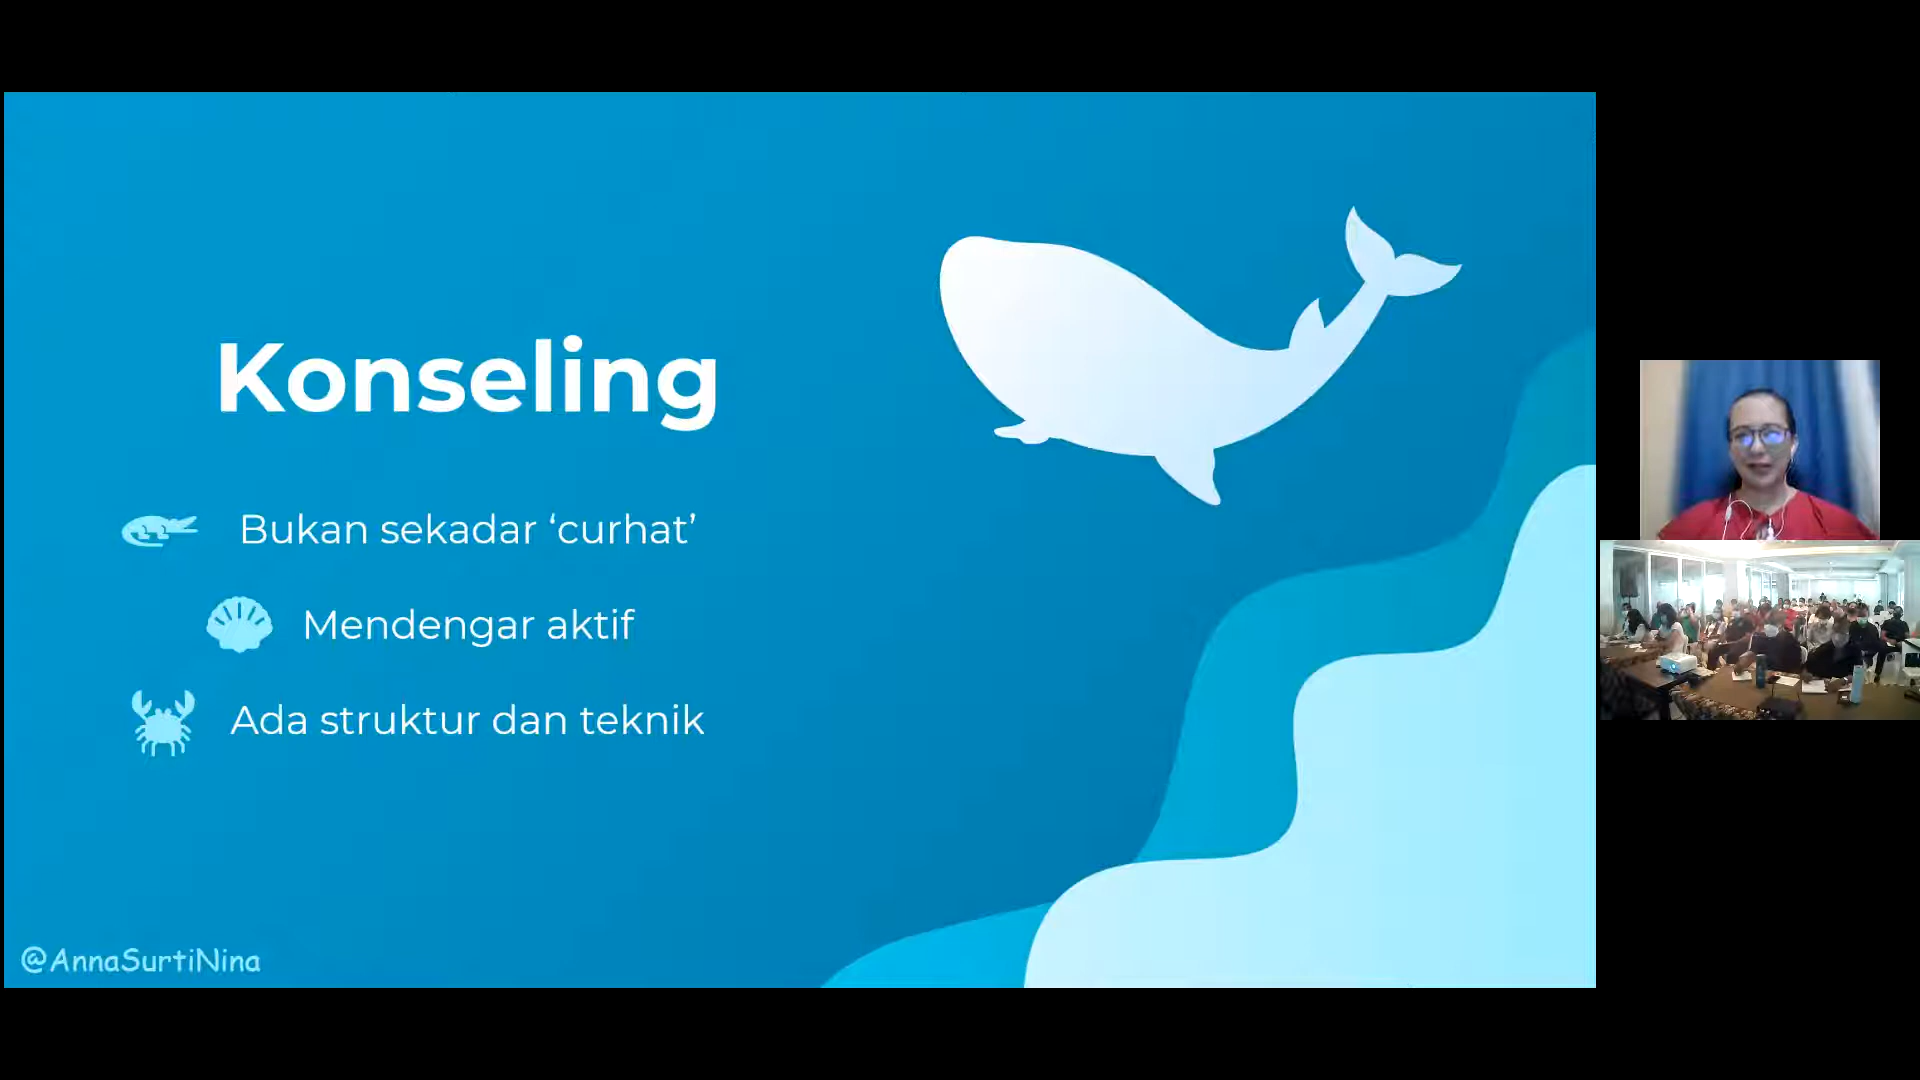 Konseling
Bukan sekadar ‘curhat’
Mendengar aktif
Ada struktur dan teknik
@AnnaSurtiNina